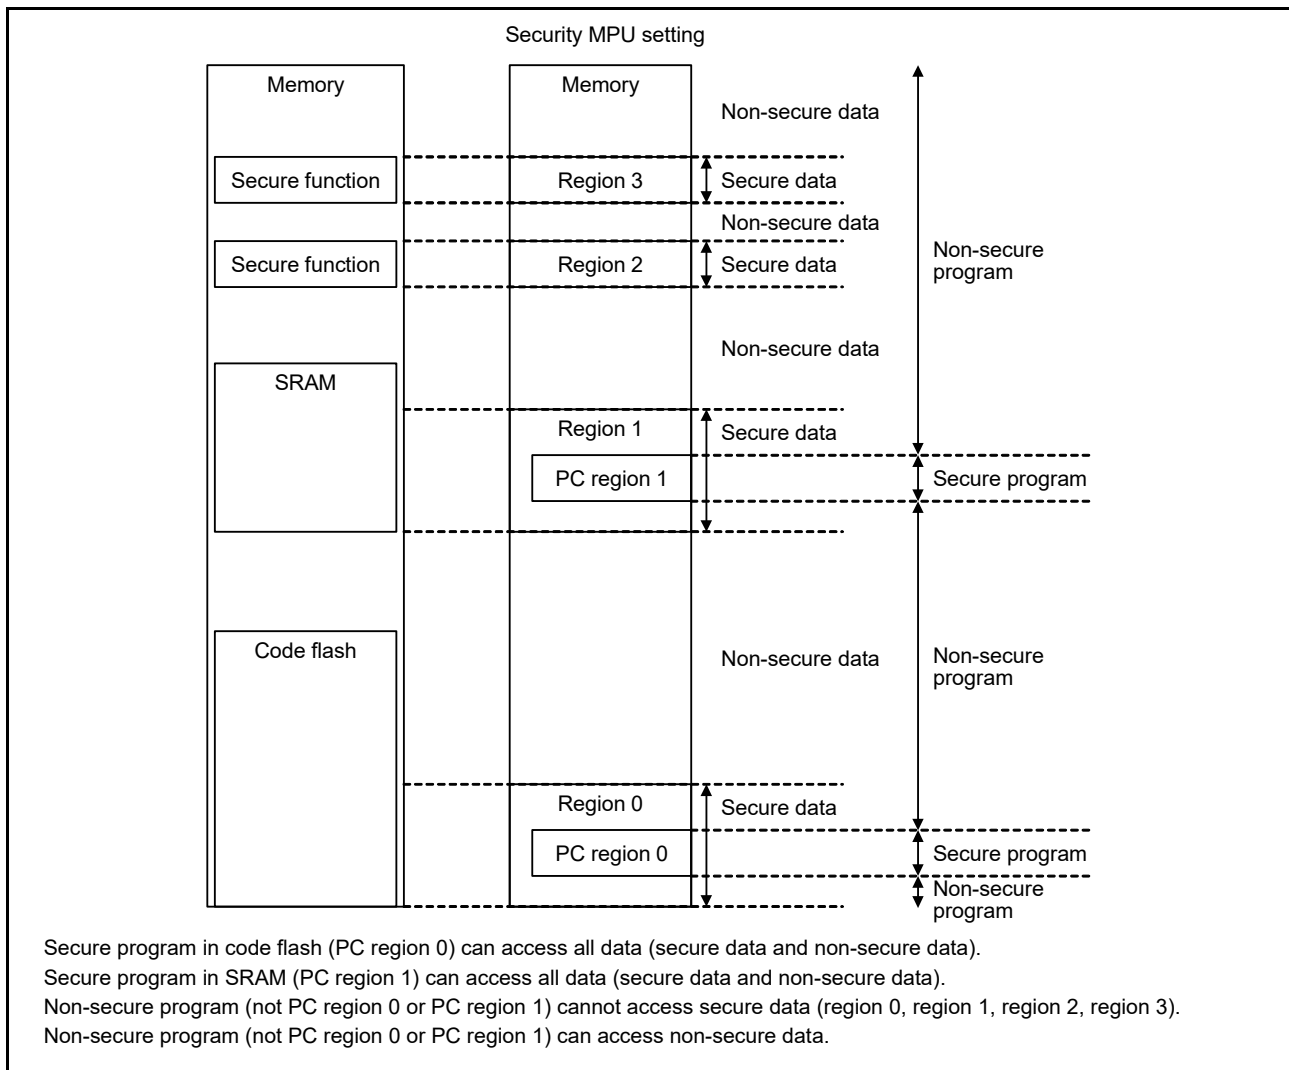 Security MPU setting
Memory
Memory
Non-secure data
Secure function
Region 3
Secure data
Non-secure data
Secure function
Region 2
Secure data
Non-secure
program
Non-secure data
SRAM
Region 1
Secure data
PC region 1
Secure program
Code flash
Non-secure data
Non-secure
program
Region 0
Secure data
PC region 0
Secure program
Non-secure
program
Secure program in code flash (PC region 0) can access all data (secure data and non-secure data).
Secure program in SRAM (PC region 1) can access all data (secure data and non-secure data).
Non-secure program (not PC region 0 or PC region 1) cannot access secure data (region 0, region 1, region 2, region 3).
Non-secure program (not PC region 0 or PC region 1) can access non-secure data.